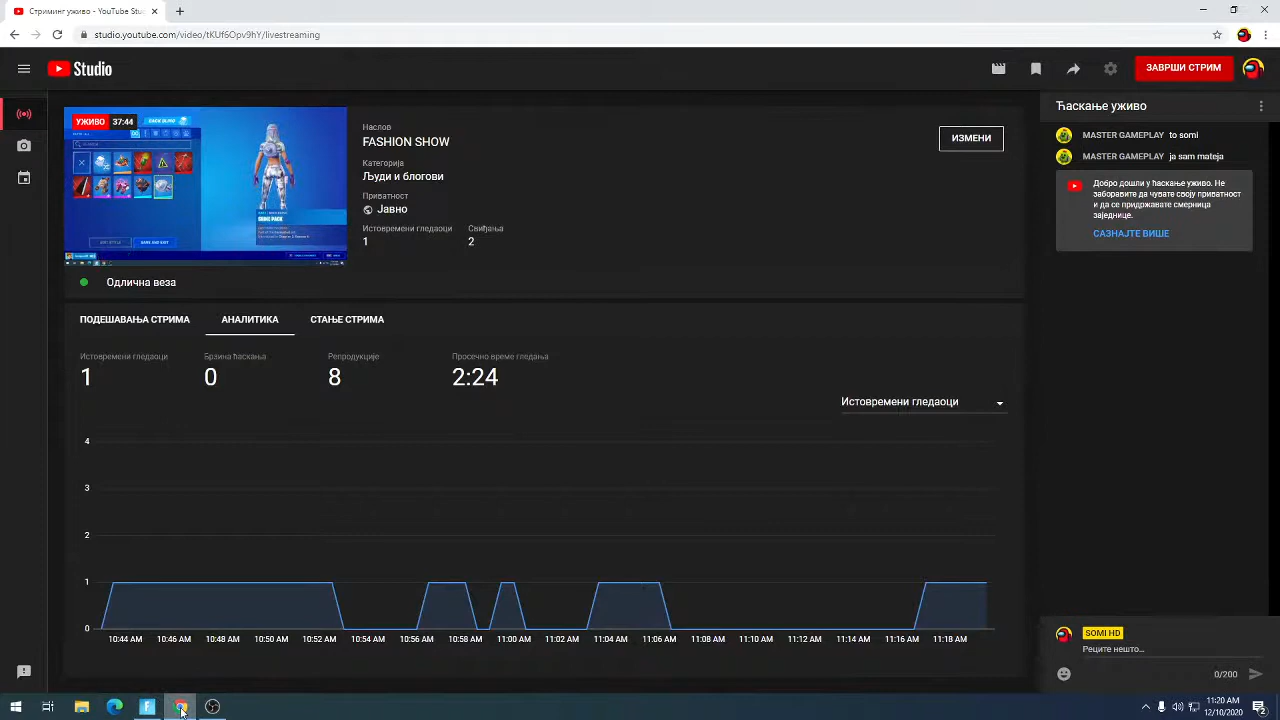 Стриминг уживо - YouTube Stu
studio.youtube.com/video/tKUf6Opv9hY/livestreaming
Studio
ЗАВРШИ СТРИМ
УЖИВО 37:44
Наслов
FASHION SHOW
Категорија
Људи и блогови
Приватност
Јавно
Истовремени гледаоци Свиђања
1 2
ИЗМЕНИ
Одлична веза
ПОДЕШАВАЊА СТРИМА АНАЛИТИКА СТАЊЕ СТРИМА
Истовремени гледаоци Брзина ћаскања Репродукције Просечно време гледања
1 0 8 2:24
Истовремени гледаоци
4
3
2
1
0
10:44 AM 10:46 AM 10:48 AM 10:50 AM 10:52 AM 10:54 AM 10:56 AM 10:58 AM 11:00 AM 11:02 AM 11:04 AM 11:06 AM 11:08 AM 11:10 AM 11:12 AM 11:14 AM 11:16 AM 11:18 AM
Ћаскање уживо
MASTER GAMEPLAY to somi
MASTER GAMEPLAY ja sam mateja
Добро дошли у ћаскање уживо. Не
заборавите да чувате своју приватност
и да се придржавате смерница
заједнице.
САЗНАЈТЕ ВИШЕ
SOMI HD
Реците нешто...
0/200
11:20 AM
12/10/2020
2